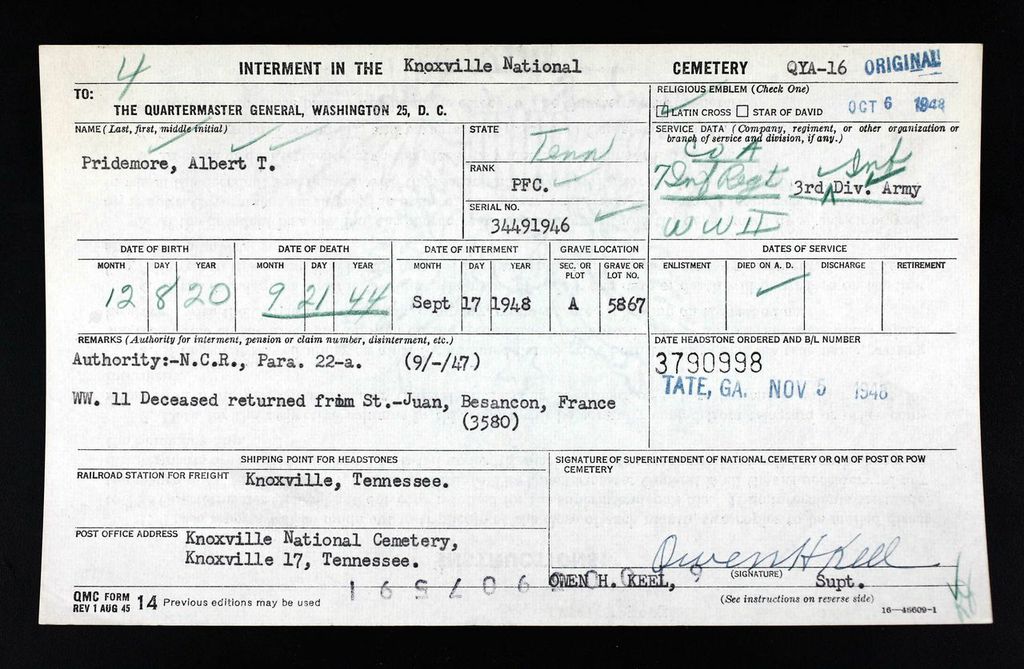 4
INTERMENT IN THE Knoxville National CEMETERY QYA-16 ORIGINAL
TO:
THE QUARTERMASTER GENERAL, WASHINGTON 25, D. C.
RELIGIOUS EMBLEM (Check One)
LATIN CROSS STAR OF DAVID
OCT 6 1948
NAME (Last, first, middle initial)
Pridemore, Albert T.
STATE
Tenn
RANK
PFC.
SERIAL NO.
34491946
SERVICE DATA (Company, regiment, or other organization or
branch of service and division, if any.)
Co A
7 Inf Regt 3rd Inf Div. Army
WW II
DATE OF BIRTH
MONTH DAY YEAR
12 8 20
DATE OF DEATH
MONTH DAY YEAR
9 21 44
DATE OF INTERMENT
MONTH DAY YEAR
Sept 17 1948
GRAVE LOCATION
SEC. OR PLOT
A
GRAVE OR LOT NO.
5867
DATES OF SERVICE
ENLISTMENT DIED ON A. D. DISCHARGE RETIREMENT
REMARKS (Authority for interment, pension or claim number, disinterment, etc.)
Authority:-N.C.R., Para. 22-a. (9/-/47)
WW. 11 Deceased returned from St.-Juan, Besancon, France
(3580)
DATE HEADSTONE ORDERED AND B/L NUMBER
3790998
TATE, GA. NOV 5 1948
SHIPPING POINT FOR HEADSTONES
RAILROAD STATION FOR FREIGHT Knoxville, Tennessee.
POST OFFICE ADDRESS Knoxville National Cemetery,
Knoxville 17, Tennessee.
SIGNATURE OF SUPERINTENDENT OF NATIONAL CEMETERY OR QM OF POST OR POW
CEMETERY
Owen H Keel
OWEN H. KEEL, (SIGNATURE) Supt.
(See instructions on reverse side)
QMC FORM
REV 1 AUG 45 14 Previous editions may be used
16—46609-1